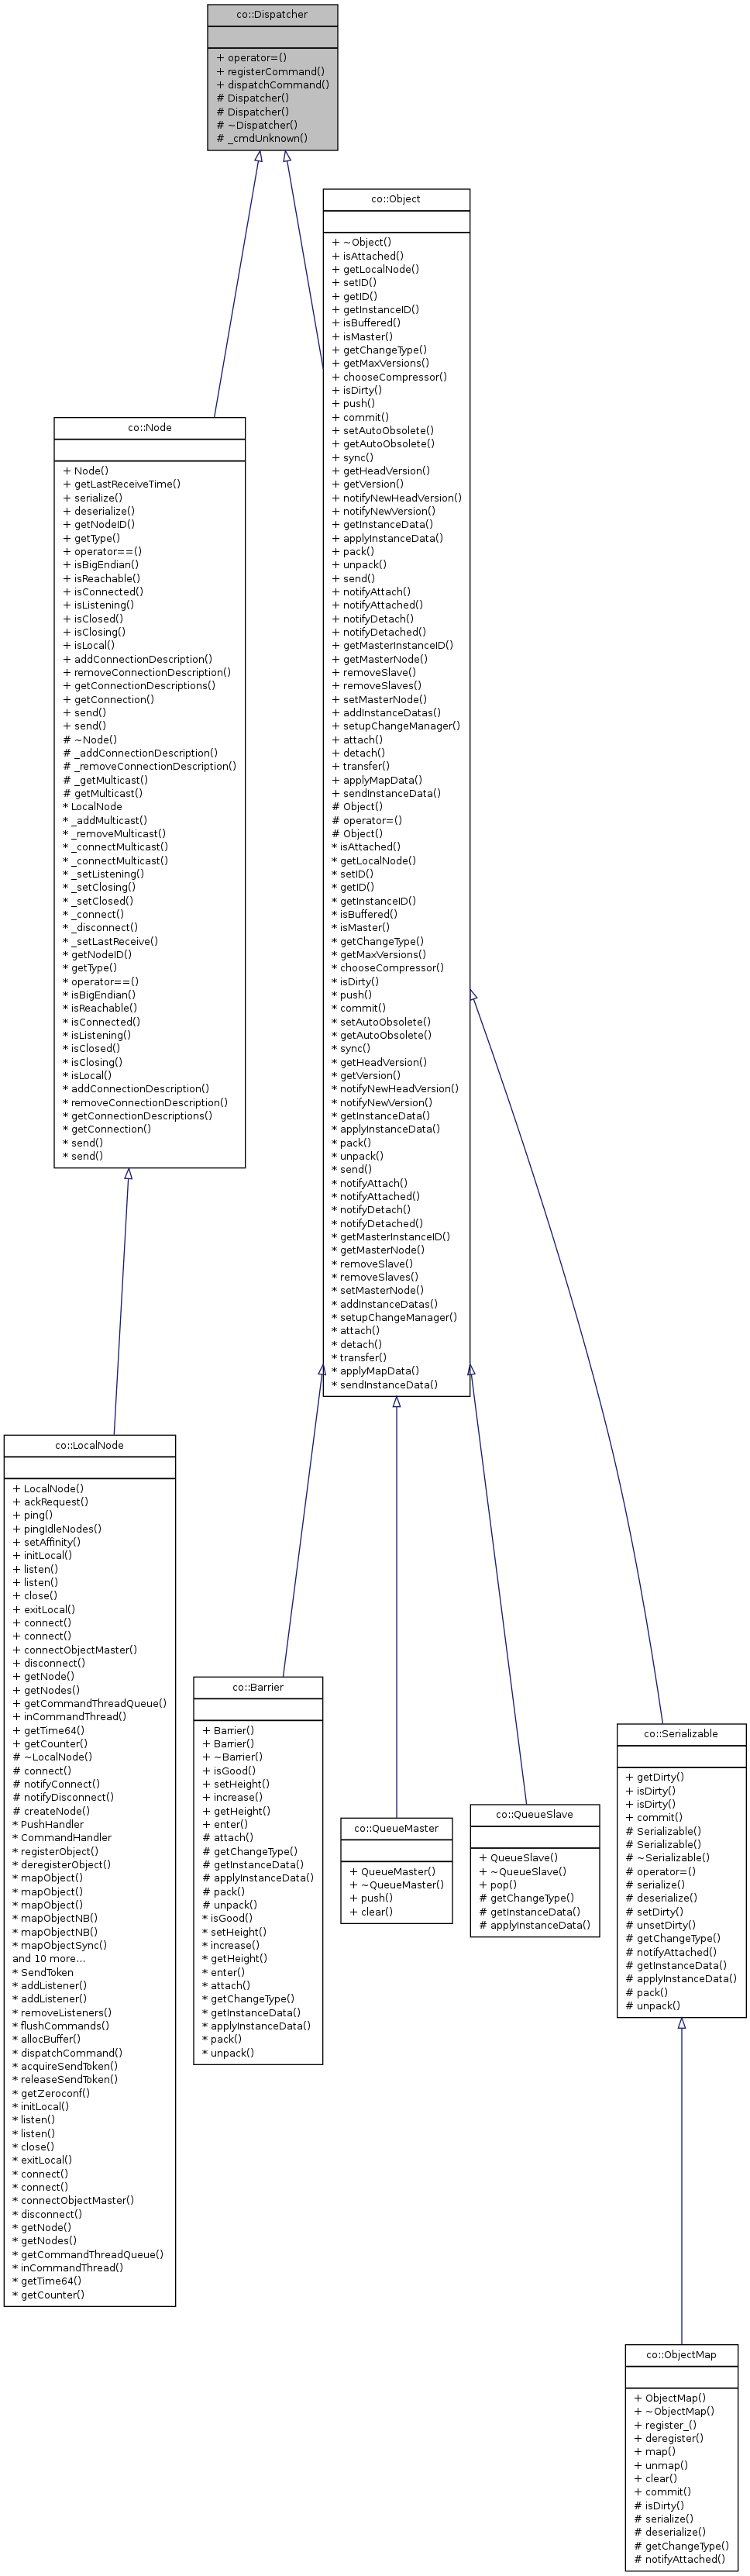 co::Dispatcher
+ operator=()
+ registerCommand()
+ dispatchCommand()
# Dispatcher()
# Dispatcher()
# ~Dispatcher()
# _cmdUnknown()
co::Object
+ ~Object()
+ isAttached()
+ getLocalNode()
+ setID()
+ getID()
+ getInstanceID()
+ isBuffered()
+ isMaster()
+ getChangeType()
+ getMaxVersions()
+ chooseCompressor()
+ isDirty()
+ push()
+ commit()
+ setAutoObsolete()
+ getAutoObsolete()
+ sync()
+ getHeadVersion()
+ getVersion()
+ notifyNewHeadVersion()
+ notifyNewVersion()
+ getInstanceData()
+ applyInstanceData()
+ pack()
+ unpack()
+ send()
+ notifyAttach()
+ notifyAttached()
+ notifyDetach()
+ notifyDetached()
+ getMasterInstanceID()
+ getMasterNode()
+ removeSlave()
+ removeSlaves()
+ setMasterNode()
+ addInstanceDatas()
+ setupChangeManager()
+ attach()
+ detach()
+ transfer()
+ applyMapData()
+ sendInstanceData()
# Object()
# operator=()
# Object()
* isAttached()
* getLocalNode()
* setID()
* getID()
* getInstanceID()
* isBuffered()
* isMaster()
* getChangeType()
* getMaxVersions()
* chooseCompressor()
* isDirty()
* push()
* commit()
* setAutoObsolete()
* getAutoObsolete()
* sync()
* getHeadVersion()
* getVersion()
* notifyNewHeadVersion()
* notifyNewVersion()
* getInstanceData()
* applyInstanceData()
* pack()
* unpack()
* send()
* notifyAttach()
* notifyAttached()
* notifyDetach()
* notifyDetached()
* getMasterInstanceID()
* getMasterNode()
* removeSlave()
* removeSlaves()
* setMasterNode()
* addInstanceDatas()
* setupChangeManager()
* attach()
* detach()
* transfer()
* applyMapData()
* sendInstanceData()
co::Node
+ Node()
+ getLastReceiveTime()
+ serialize()
+ deserialize()
+ getNodeID()
+ getType()
+ operator==()
+ isBigEndian()
+ isReachable()
+ isConnected()
+ isListening()
+ isClosed()
+ isClosing()
+ isLocal()
+ addConnectionDescription()
+ removeConnectionDescription()
+ getConnectionDescriptions()
+ getConnection()
+ send()
+ send()
# ~Node()
# _addConnectionDescription()
# _removeConnectionDescription()
# _getMulticast()
# getMulticast()
* LocalNode
* _addMulticast()
* _removeMulticast()
* _connectMulticast()
* _connectMulticast()
* _setListening()
* _setClosing()
* _setClosed()
* _connect()
* _disconnect()
* _setLastReceive()
* getNodeID()
* getType()
* operator==()
* isBigEndian()
* isReachable()
* isConnected()
* isListening()
* isClosed()
* isClosing()
* isLocal()
* addConnectionDescription()
* removeConnectionDescription()
* getConnectionDescriptions()
* getConnection()
* send()
* send()
co::LocalNode
+ LocalNode()
+ ackRequest()
+ ping()
+ pingIdleNodes()
+ setAffinity()
+ initLocal()
+ listen()
+ listen()
+ close()
+ exitLocal()
+ connect()
+ connect()
+ connectObjectMaster()
+ disconnect()
+ getNode()
+ getNodes()
+ getCommandThreadQueue()
+ inCommandThread()
+ getTime64()
+ getCounter()
# ~LocalNode()
# connect()
# notifyConnect()
# notifyDisconnect()
# createNode()
* PushHandler
* CommandHandler
* registerObject()
* deregisterObject()
* mapObject()
* mapObject()
* mapObject()
* mapObjectNB()
* mapObjectNB()
* mapObjectSync()
and 10 more...
* SendToken
* addListener()
* addListener()
* removeListeners()
* flushCommands()
* allocBuffer()
* dispatchCommand()
* acquireSendToken()
* releaseSendToken()
* getZeroconf()
* initLocal()
* listen()
* listen()
* close()
* exitLocal()
* connect()
* connect()
* connectObjectMaster()
* disconnect()
* getNode()
* getNodes()
* getCommandThreadQueue()
* inCommandThread()
* getTime64()
* getCounter()
co::Barrier
+ Barrier()
+ Barrier()
+ ~Barrier()
+ isGood()
+ setHeight()
+ increase()
+ getHeight()
+ enter()
# attach()
# getChangeType()
# getInstanceData()
# applyInstanceData()
# pack()
# unpack()
* isGood()
* setHeight()
* increase()
* getHeight()
* enter()
* attach()
* getChangeType()
* getInstanceData()
* applyInstanceData()
* pack()
* unpack()
co::QueueMaster
+ QueueMaster()
+ ~QueueMaster()
+ push()
+ clear()
co::QueueSlave
+ QueueSlave()
+ ~QueueSlave()
+ pop()
# getChangeType()
# getInstanceData()
# applyInstanceData()
co::Serializable
+ getDirty()
+ isDirty()
+ isDirty()
+ commit()
# Serializable()
# Serializable()
# ~Serializable()
# operator=()
# serialize()
# deserialize()
# setDirty()
# unsetDirty()
# getChangeType()
# notifyAttached()
# getInstanceData()
# applyInstanceData()
# pack()
# unpack()
co::ObjectMap
+ ObjectMap()
+ ~ObjectMap()
+ register_()
+ deregister()
+ map()
+ unmap()
+ clear()
+ commit()
# isDirty()
# serialize()
# deserialize()
# getChangeType()
# notifyAttached()